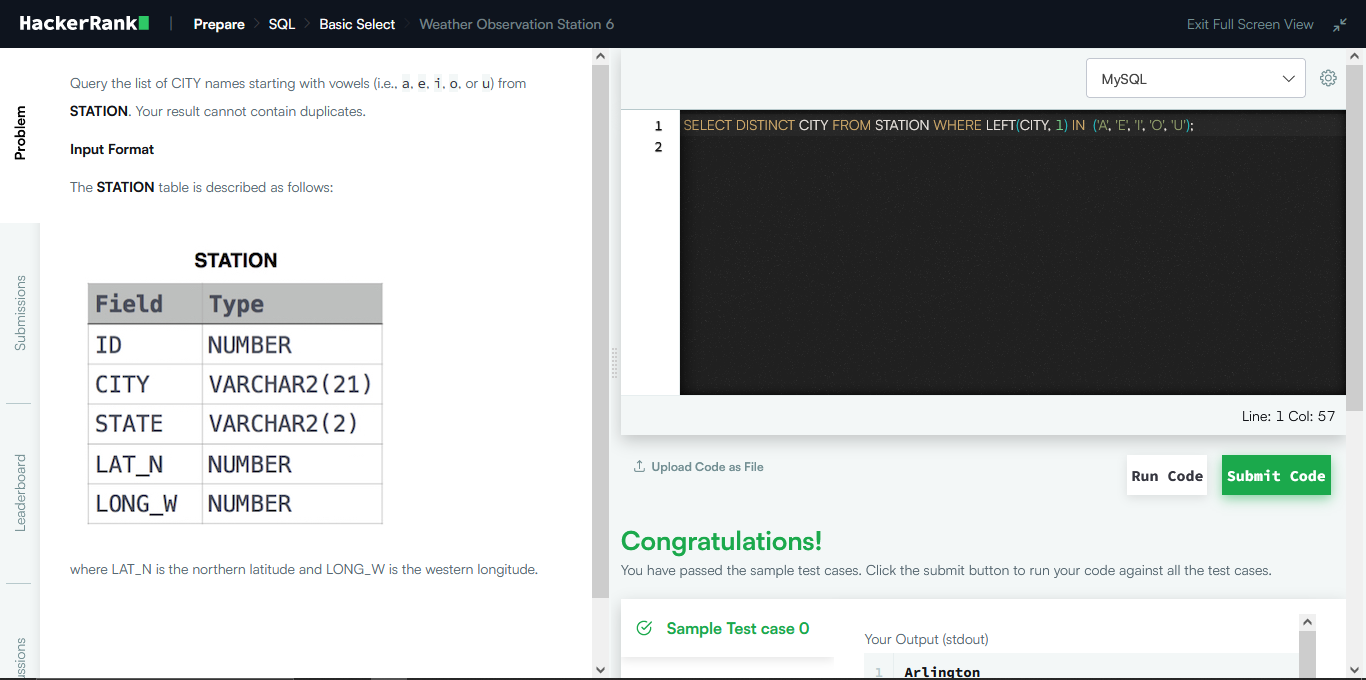 HackerRank | Prepare > SQL > Basic Select > Weather Observation Station 6
Exit Full Screen View
Problem
Submissions
Leaderboard
ussions
Query the list of CITY names starting with vowels (i.e., a, e, i, o, or u) from
STATION. Your result cannot contain duplicates.
Input Format
The STATION table is described as follows:
STATION
Field Type
ID NUMBER
CITY VARCHAR2(21)
STATE VARCHAR2(2)
LAT_N NUMBER
LONG_W NUMBER
where LAT_N is the northern latitude and LONG_W is the western longitude.
MySQL
1 SELECT DISTINCT CITY FROM STATION WHERE LEFT(CITY, 1) IN ('A', 'E', 'I', 'O', 'U');
2
Line: 1 Col: 57
Upload Code as File
Run Code
Submit Code
Congratulations!
You have passed the sample test cases. Click the submit button to run your code against all the test cases.
Sample Test case 0
Your Output (stdout)
1 Arlington